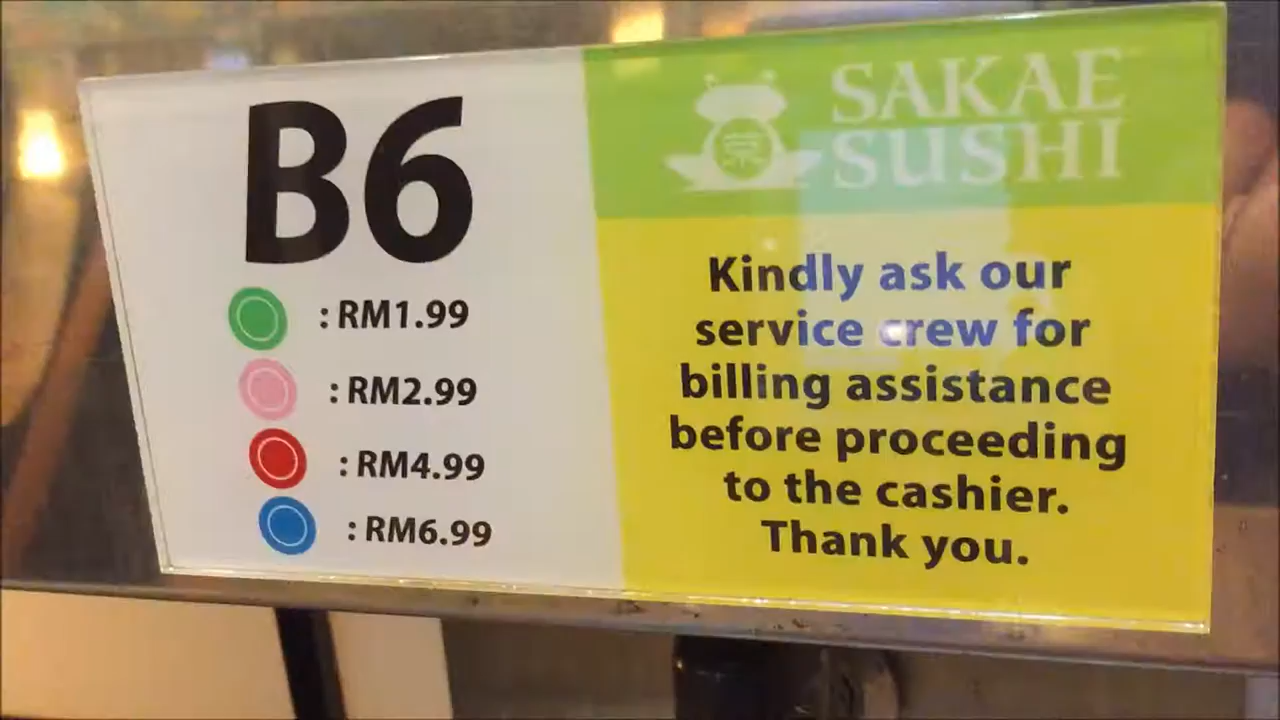 B6
: RM1.99
: RM2.99
: RM4.99
: RM6.99
京
SAKAE
SUSHI
Kindly ask our
service crew for
billing assistance
before proceeding
to the cashier.
Thank you.